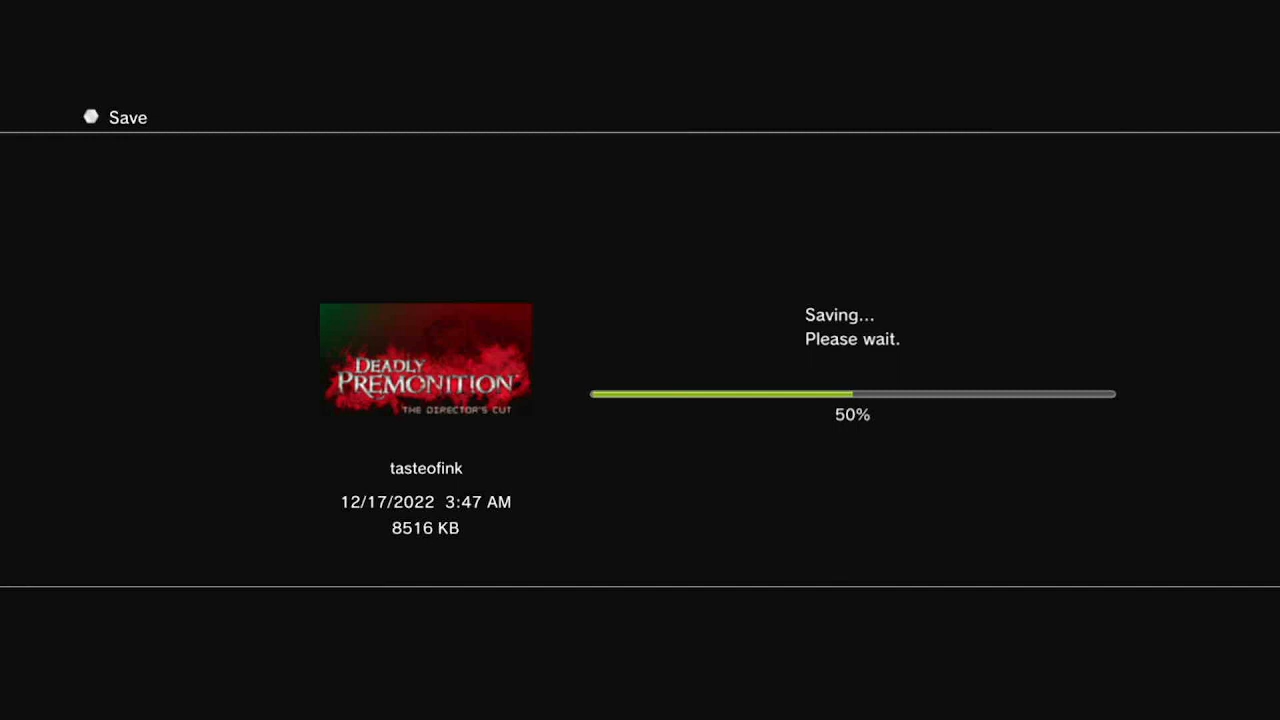 Save
DEADLY
PREMONITION
THE DIRECTOR'S CUT
tasteofink
12/17/2022 3:47 AM
8516 KB
Saving...
Please wait.
50%